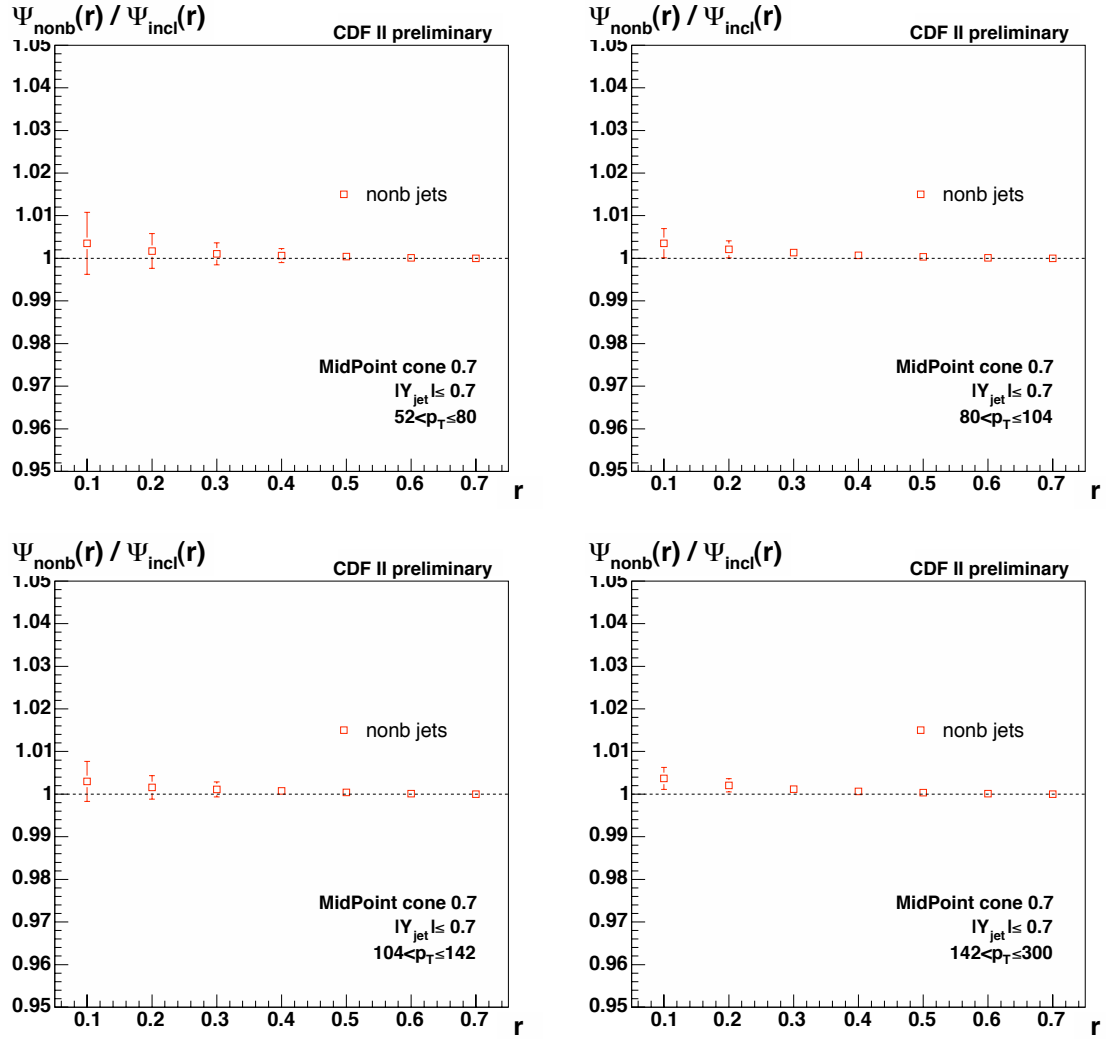 Ψnonb(r) / Ψincl(r)
CDF II preliminary
1.05
1.04
1.03
1.02
1.01
1
0.99
0.98
0.97
0.96
0.95
nonb jets
MidPoint cone 0.7
|Yjet|≤ 0.7
52<pT≤80
0.1 0.2 0.3 0.4 0.5 0.6 0.7
r
Ψnonb(r) / Ψincl(r)
CDF II preliminary
1.05
1.04
1.03
1.02
1.01
1
0.99
0.98
0.97
0.96
0.95
nonb jets
MidPoint cone 0.7
|Yjet|≤ 0.7
80<pT≤104
0.1 0.2 0.3 0.4 0.5 0.6 0.7
r
Ψnonb(r) / Ψincl(r)
CDF II preliminary
1.05
1.04
1.03
1.02
1.01
1
0.99
0.98
0.97
0.96
0.95
nonb jets
MidPoint cone 0.7
|Yjet|≤ 0.7
104<pT≤142
0.1 0.2 0.3 0.4 0.5 0.6 0.7
r
Ψnonb(r) / Ψincl(r)
CDF II preliminary
1.05
1.04
1.03
1.02
1.01
1
0.99
0.98
0.97
0.96
0.95
nonb jets
MidPoint cone 0.7
|Yjet|≤ 0.7
142<pT≤300
0.1 0.2 0.3 0.4 0.5 0.6 0.7
r